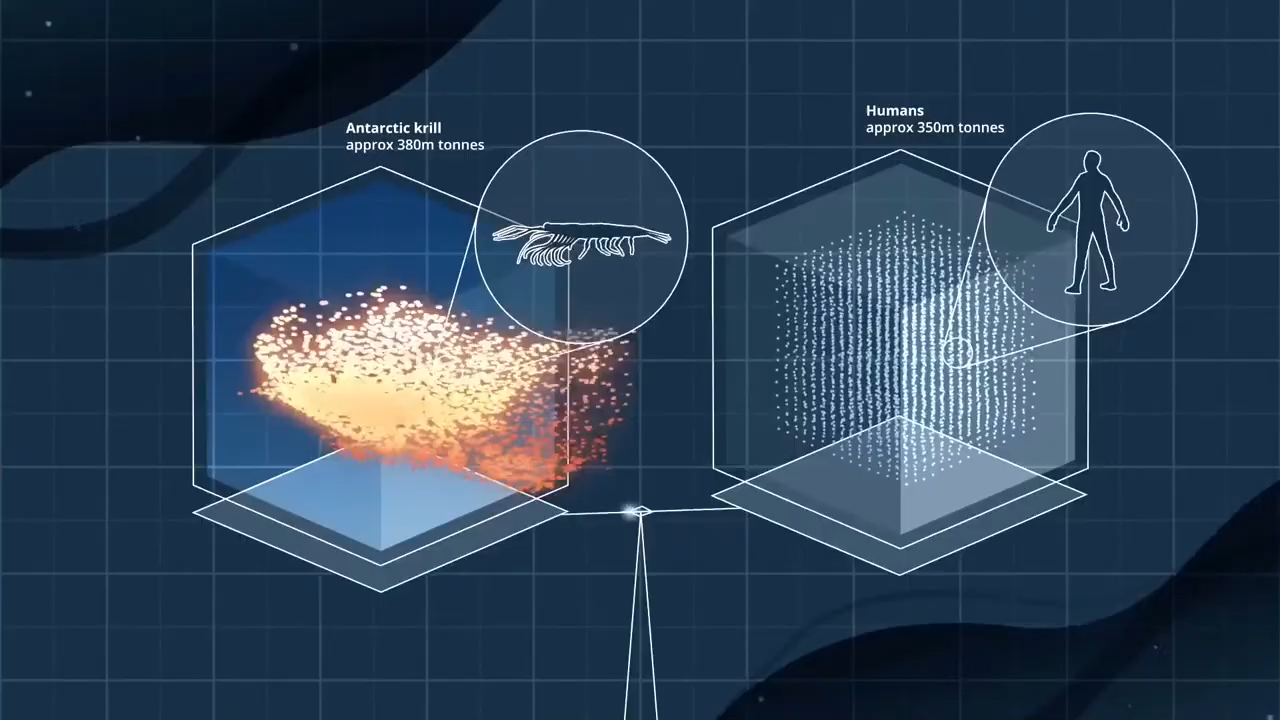 Antarctic krill
approx 380m tonnes
Humans
approx 350m tonnes